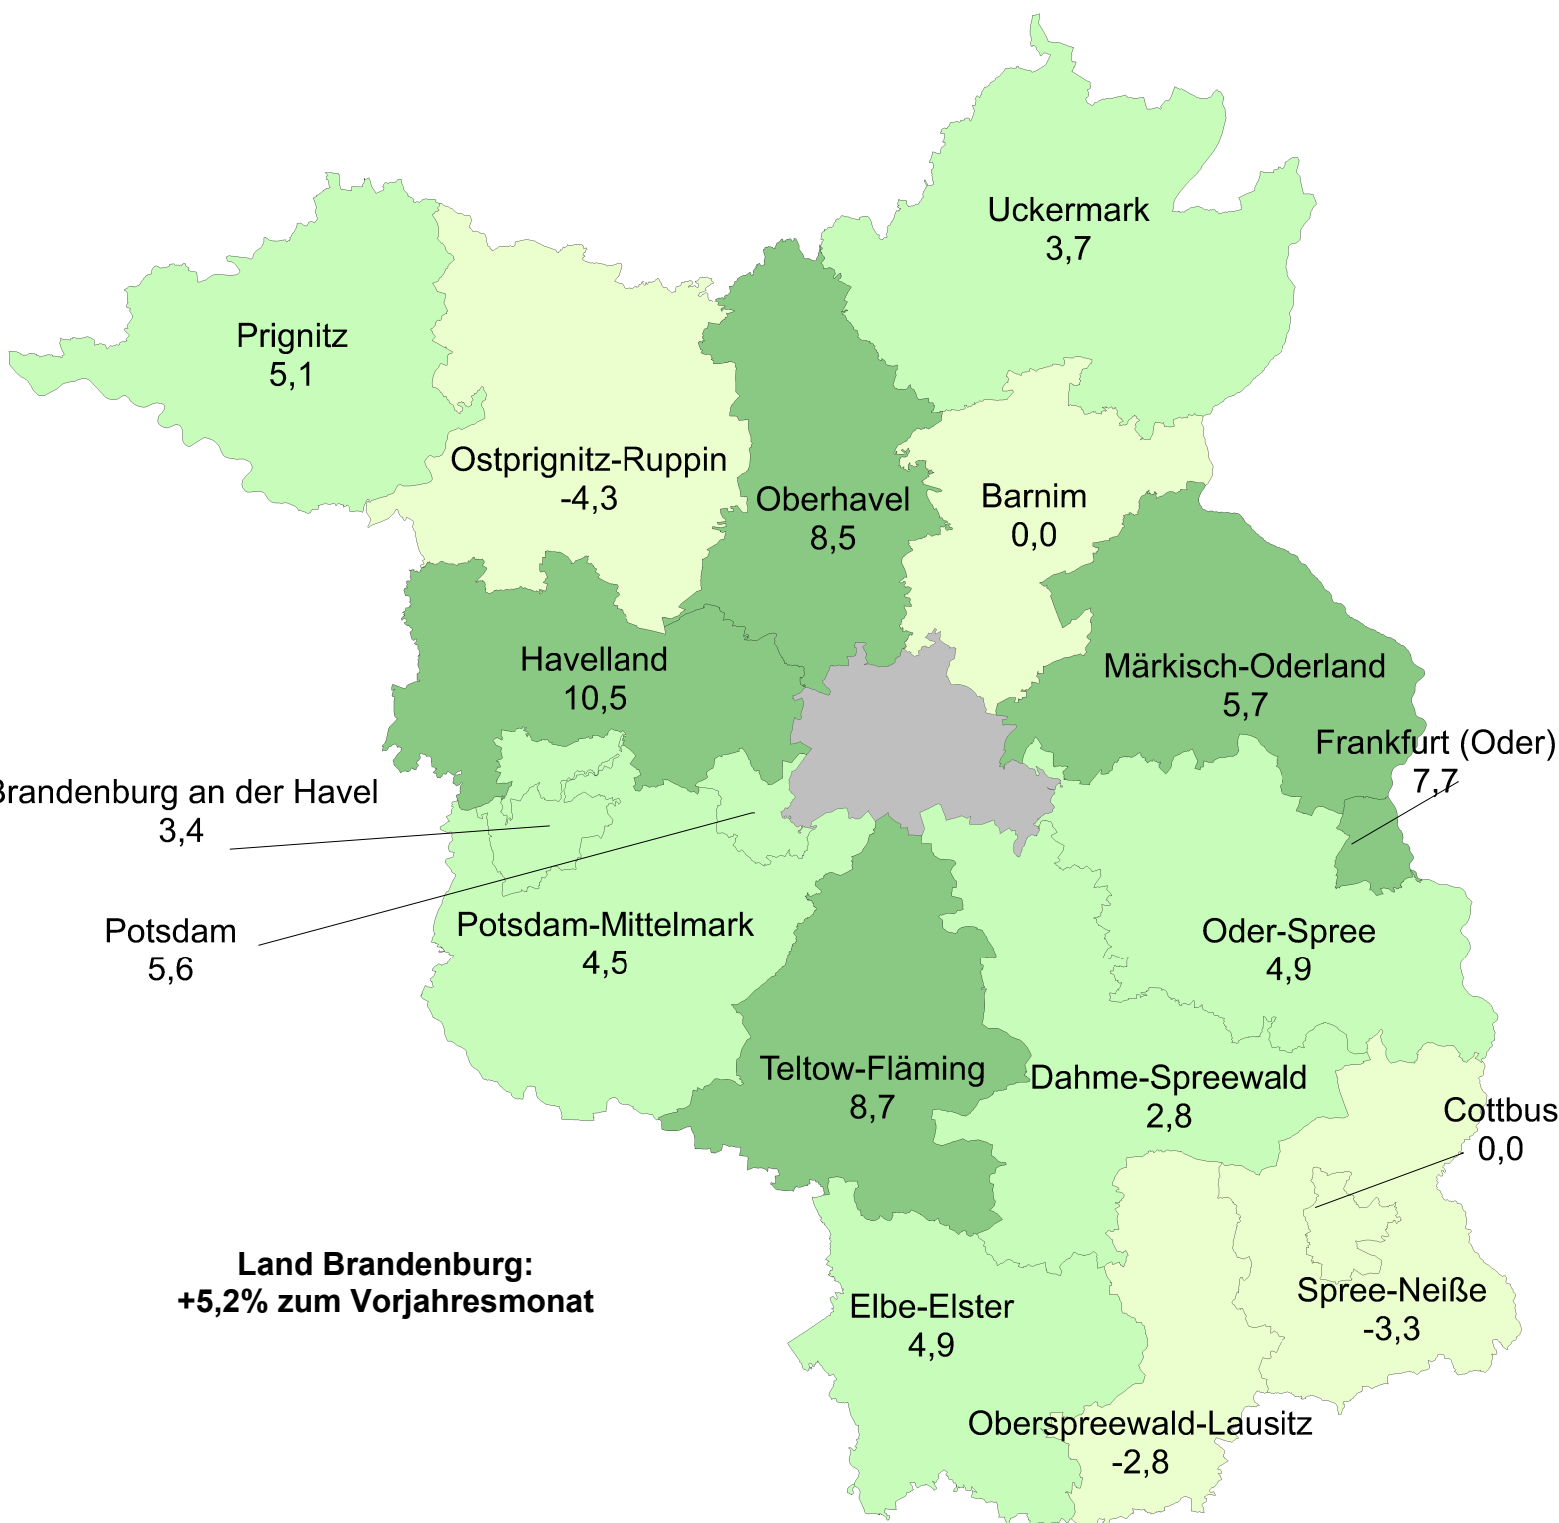 Uckermark
3,7
Prignitz
5,1
Ostprignitz-Ruppin
-4,3
Oberhavel
8,5
Barnim
0,0
Havelland
10,5
Märkisch-Oderland
5,7
Frankfurt (Oder)
7,7
Brandenburg an der Havel
3,4
Potsdam
5,6
Potsdam-Mittelmark
4,5
Oder-Spree
4,9
Teltow-Fläming
8,7
Dahme-Spreewald
2,8
Cottbus
0,0
Land Brandenburg:
+5,2% zum Vorjahresmonat
Elbe-Elster
4,9
Spree-Neiße
-3,3
Oberspreewald-Lausitz
-2,8